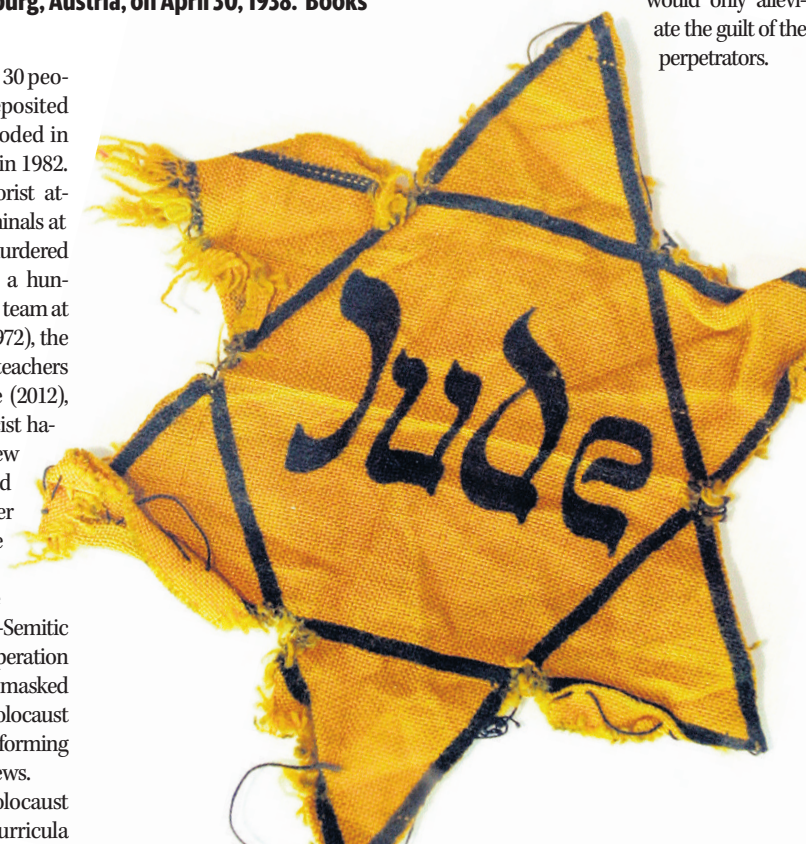 burg, Austria, on April 30, 1938. Books
30 peo-
eposited
oded in
in 1982.
orist at-
inals at
urdered
a hun-
team at
972), the
teachers
e (2012),
ist ha-
ew
d
er
e
-Semitic
peration
masked
olocaust
forming
ews.
olocaust
urricula
Jude
would only allevi-
ate the guilt of the
perpetrators.